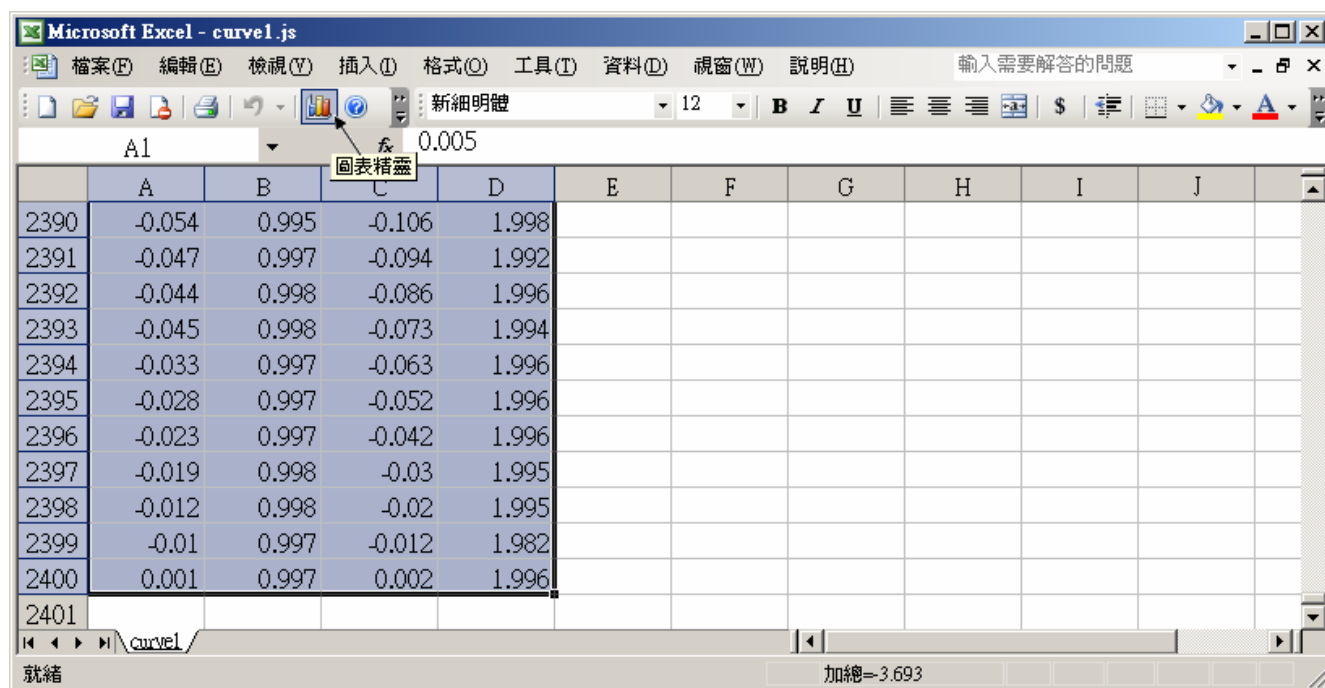 Microsoft Excel - curve1.js
檔案(F) 編輯(E) 檢視(V) 插入(I) 格式(O) 工具(T) 資料(D) 視窗(W) 說明(H) 輸入需要解答的問題
新細明體 12 B I U $ A
A1 fx 0.005
圖表精靈
A B C D E F G H I J
2390 -0.054 0.995 -0.106 1.998
2391 -0.047 0.997 -0.094 1.992
2392 -0.044 0.998 -0.086 1.996
2393 -0.045 0.998 -0.073 1.994
2394 -0.033 0.997 -0.063 1.996
2395 -0.028 0.997 -0.052 1.996
2396 -0.023 0.997 -0.042 1.996
2397 -0.019 0.998 -0.03 1.995
2398 -0.012 0.998 -0.02 1.995
2399 -0.01 0.997 -0.012 1.982
2400 0.001 0.997 0.002 1.996
2401
curve1
就緒 加總=-3.693